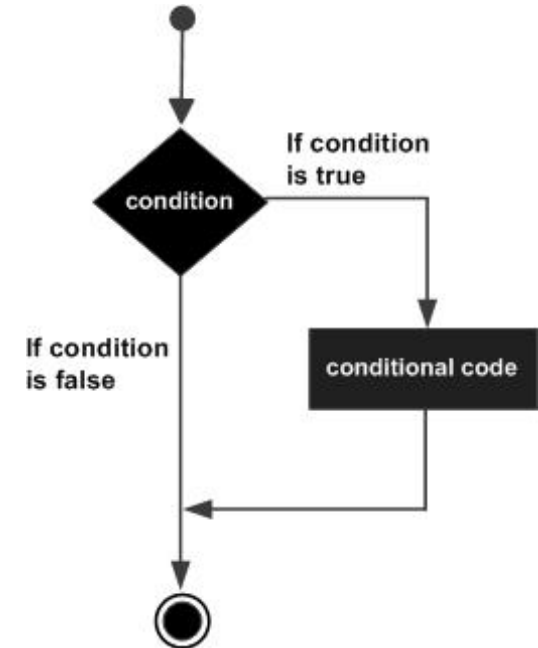 If condition
is true
condition
If condition
is false
conditional code